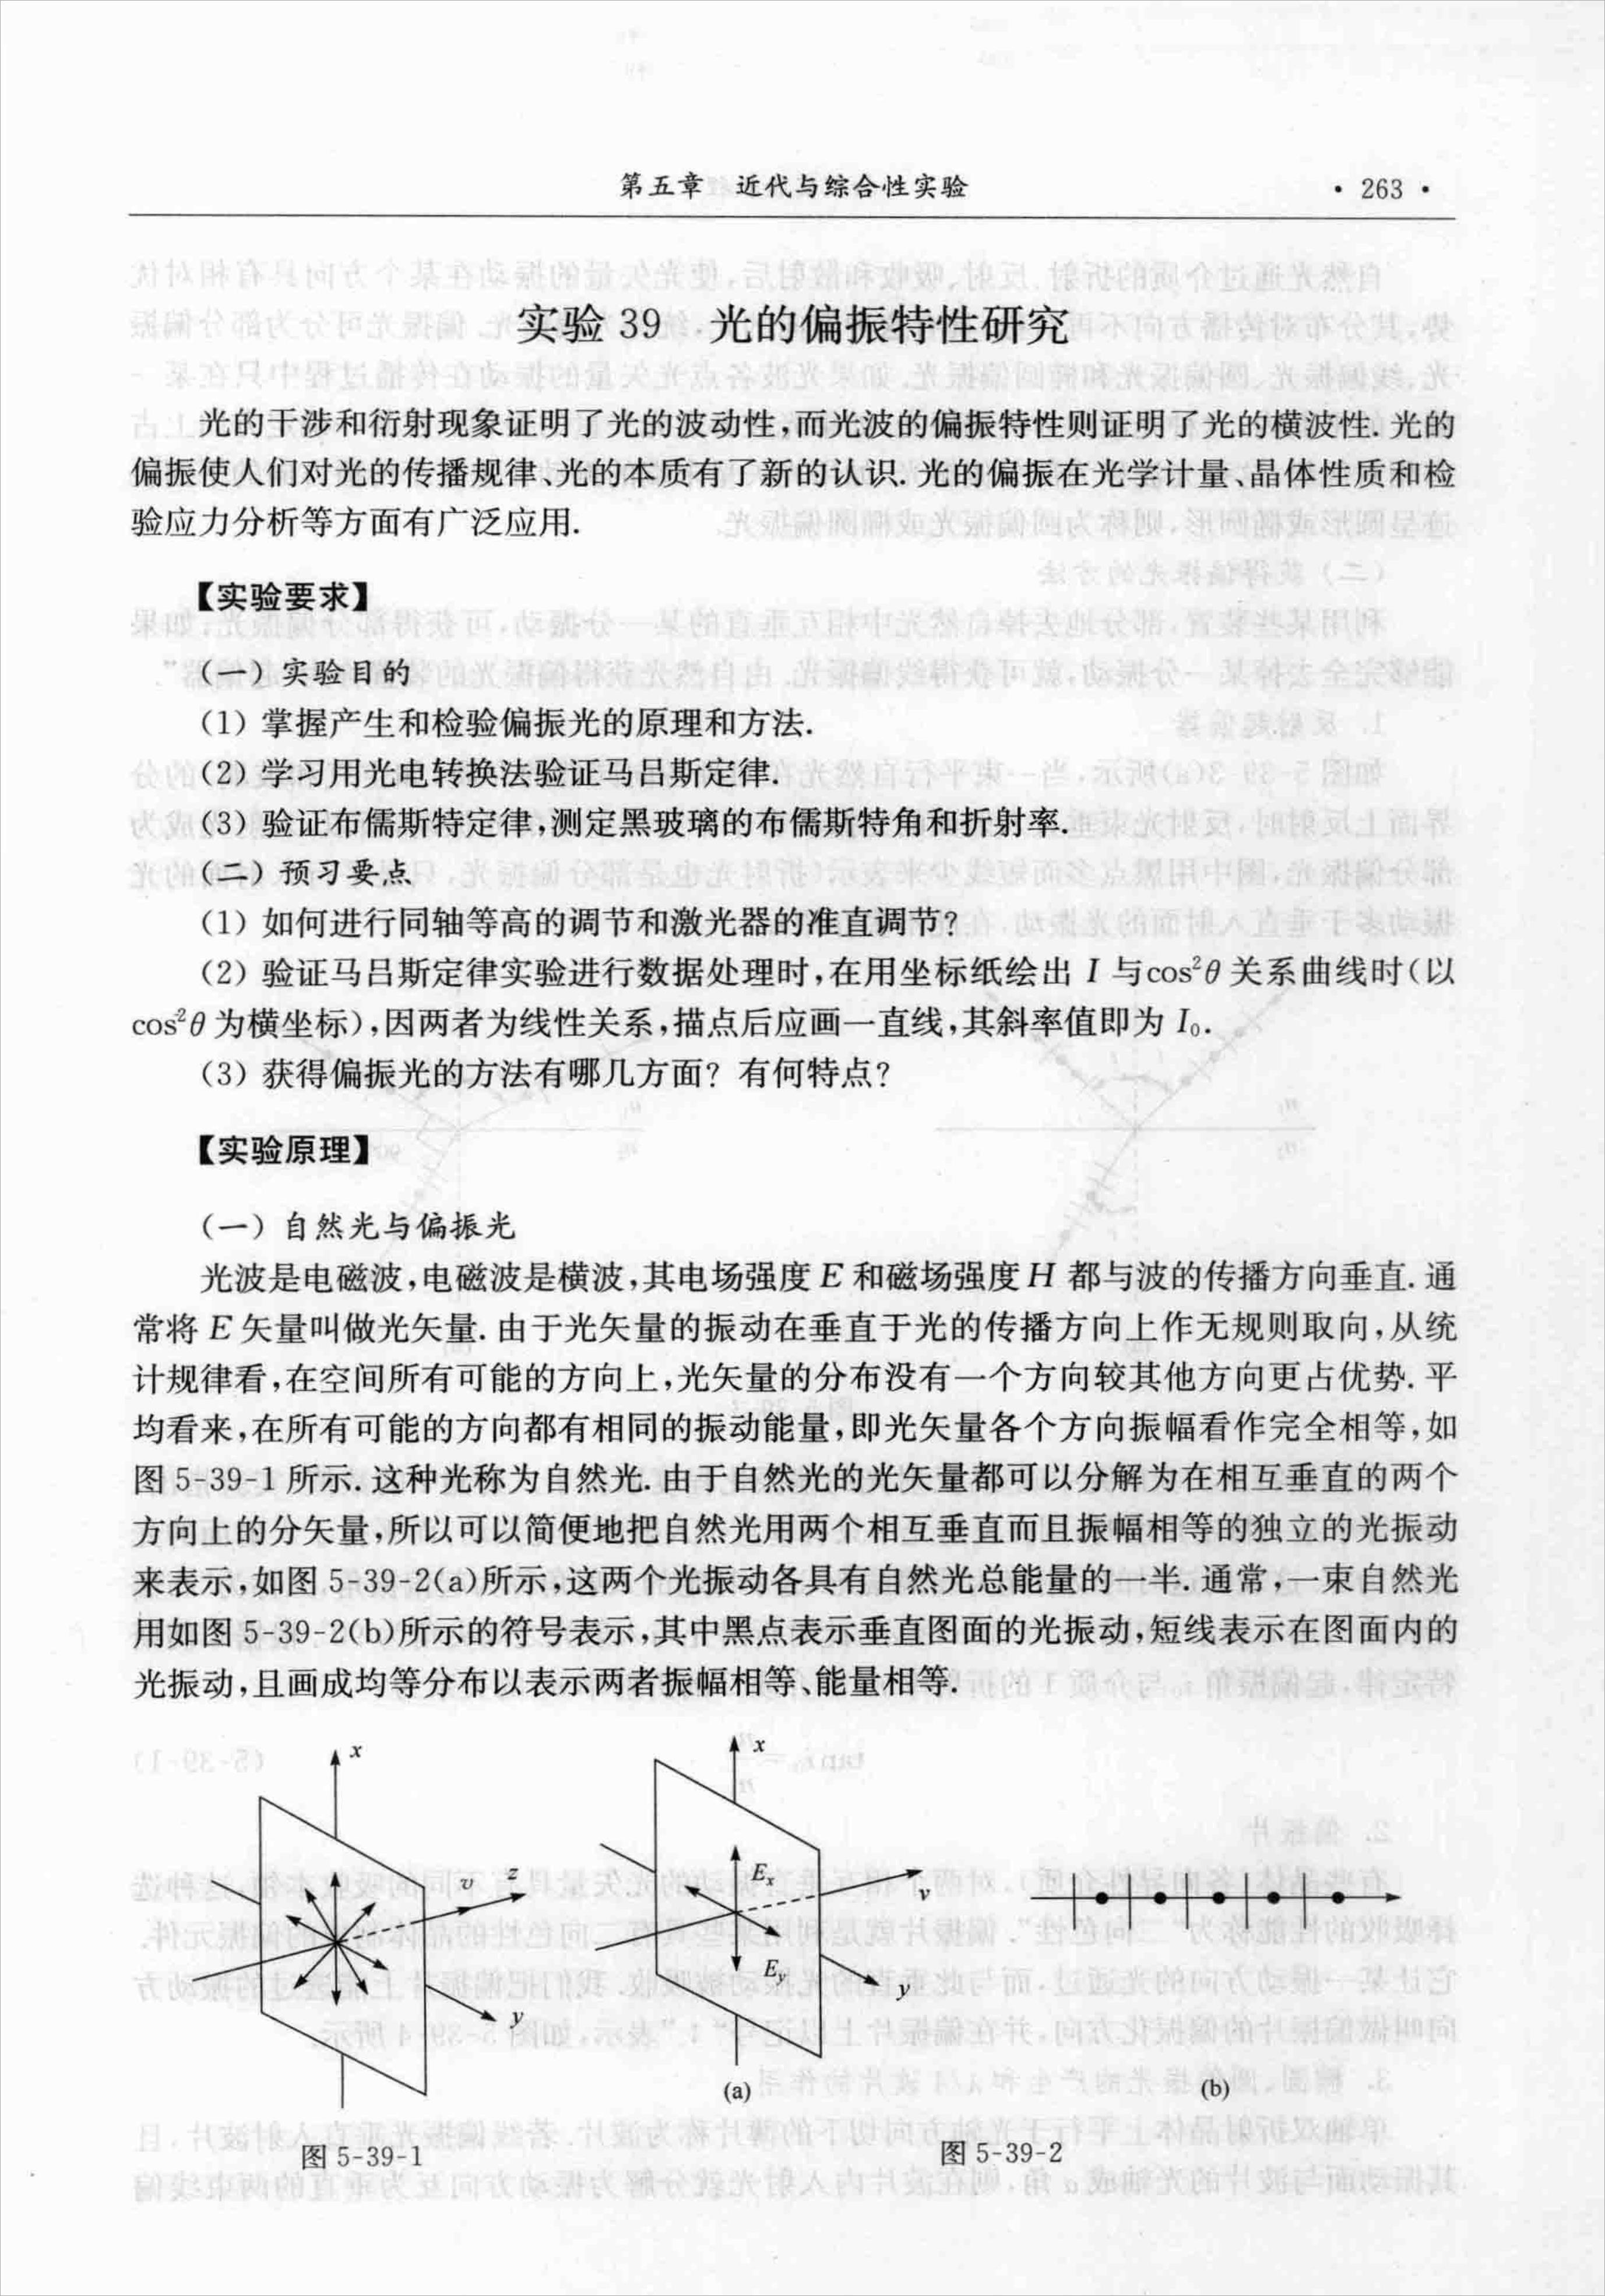 第五章 近代与综合性实验 · 263 ·
实验 39 光的偏振特性研究
光的干涉和衍射现象证明了光的波动性,而光波的偏振特性则证明了光的横波性. 光的
偏振使人们对光的传播规律、光的本质有了新的认识. 光的偏振在光学计量、晶体性质和检
验应力分析等方面有广泛应用.
【实验要求】
(一) 实验目的
(1) 掌握产生和检验偏振光的原理和方法.
(2) 学习用光电转换法验证马吕斯定律.
(3) 验证布儒斯特定律,测定黑玻璃的布儒斯特角和折射率.
(二) 预习要点
(1) 如何进行同轴等高的调节和激光器的准直调节?
(2) 验证马吕斯定律实验进行数据处理时,在用坐标纸绘出 I 与cos²θ 关系曲线时(以
cos²θ 为横坐标),因两者为线性关系,描点后应画一直线,其斜率值即为 I₀.
(3) 获得偏振光的方法有哪几方面? 有何特点?
【实验原理】
(一) 自然光与偏振光
光波是电磁波,电磁波是横波,其电场强度 E 和磁场强度 H 都与波的传播方向垂直. 通
常将 E 矢量叫做光矢量. 由于光矢量的振动在垂直于光的传播方向上作无规则取向,从统
计规律看,在空间所有可能的方向上,光矢量的分布没有一个方向较其他方向更占优势. 平
均看来,在所有可能的方向都有相同的振动能量,即光矢量各个方向振幅看作完全相等,如
图 5-39-1 所示. 这种光称为自然光. 由于自然光的光矢量都可以分解为在相互垂直的两个
方向上的分矢量,所以可以简便地把自然光用两个相互垂直而且振幅相等的独立的光振动
来表示,如图 5-39-2(a)所示,这两个光振动各具有自然光总能量的一半. 通常,一束自然光
用如图 5-39-2(b)所示的符号表示,其中黑点表示垂直图面的光振动,短线表示在图面内的
光振动,且画成均等分布以表示两者振幅相等、能量相等.
x
v
z
y
图 5-39-1
x
Eₓ
v
E_y
y
(a)
(b)
图 5-39-2